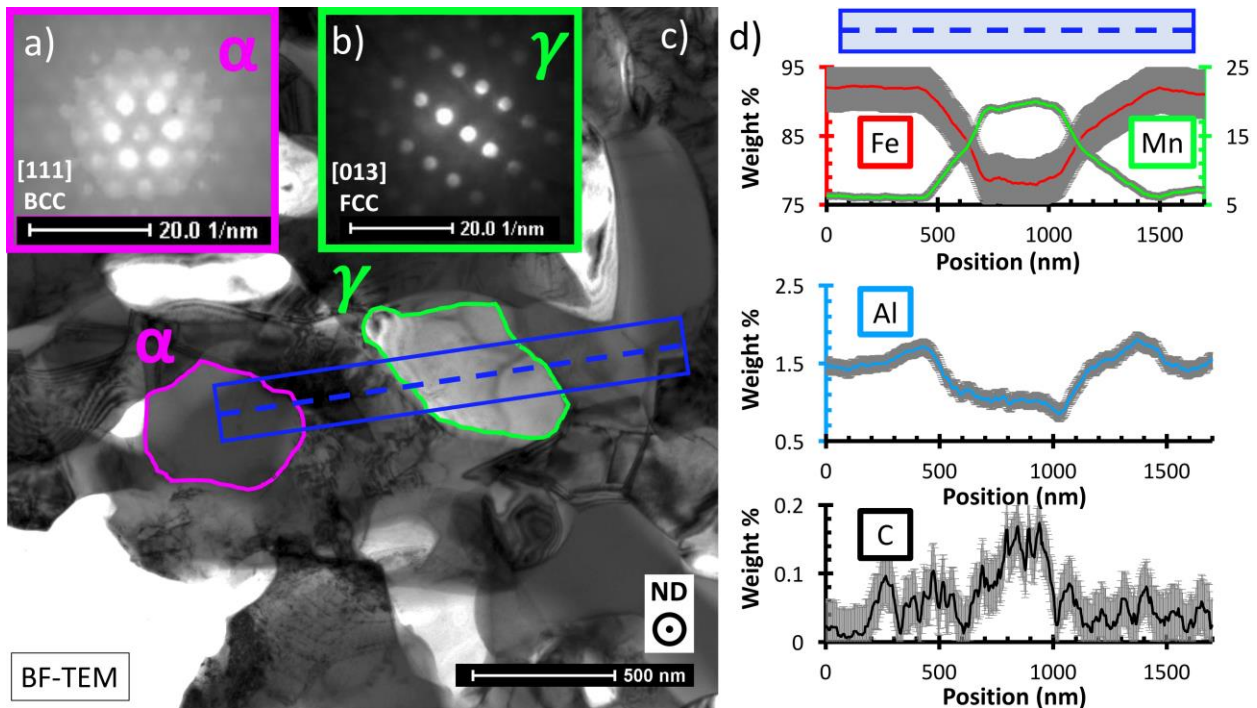 a)
α
[111]
BCC
20.0 1/nm
b)
γ
[013]
FCC
20.0 1/nm
c)
γ
α
ND
500 nm
BF-TEM
d)
95
85
75
Weight %
Fe
Mn
25
15
5
Weight %
0
500
1000
1500
Position (nm)
2.5
1.5
0.5
Weight %
Al
0
500
1000
1500
Position (nm)
0.2
0.1
0
Weight %
C
0
500
1000
1500
Position (nm)